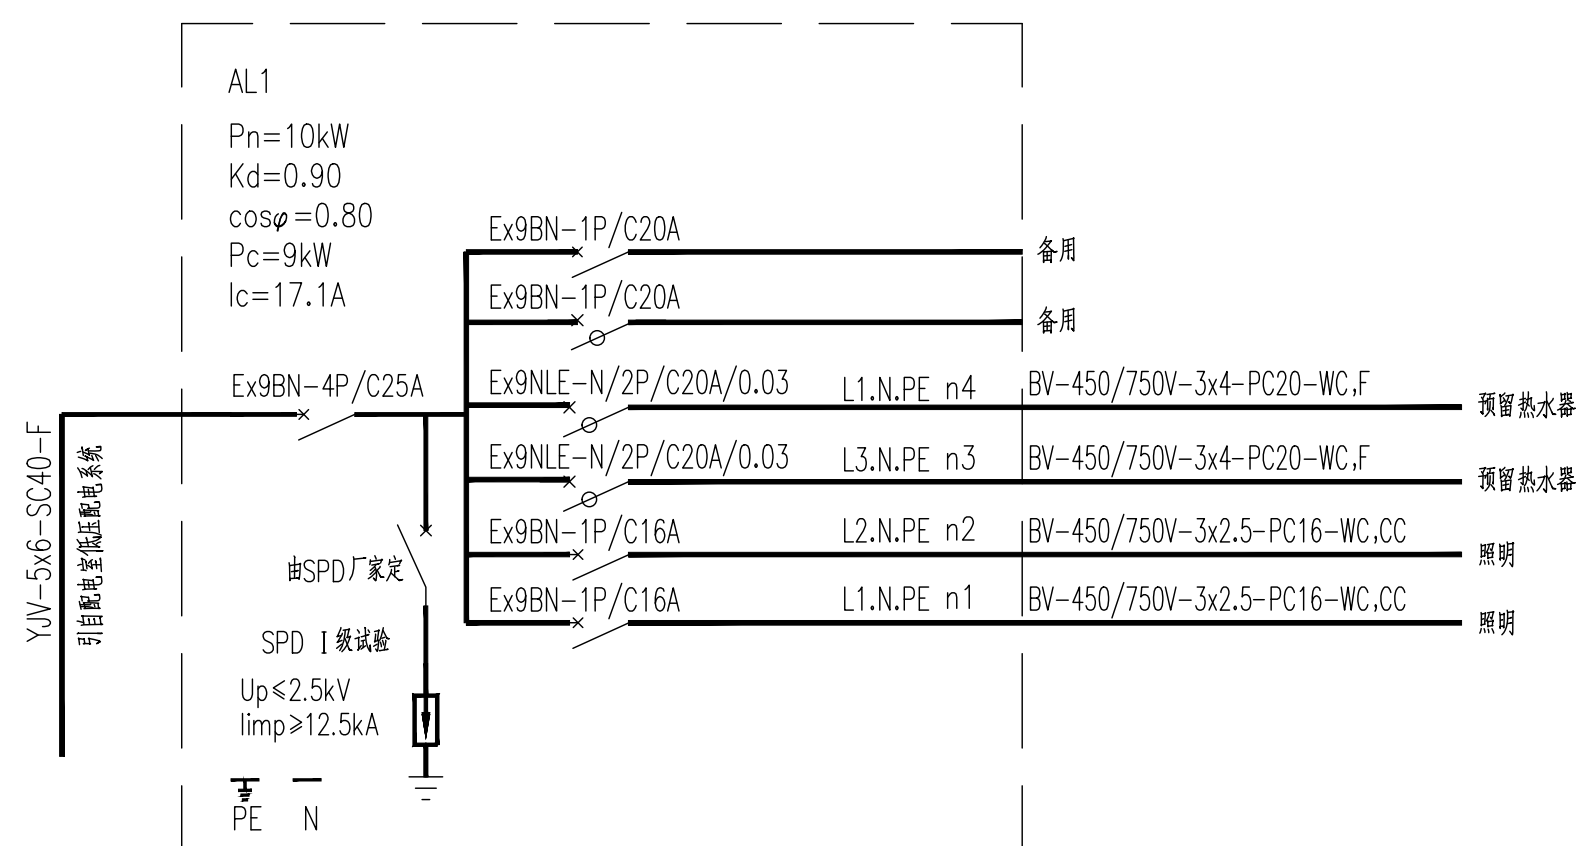 AL1
Pn=10kW
Kd=0.90
cosφ=0.80
Pc=9kW
Ic=17.1A
Ex9BN-1P/C20A
备用
Ex9BN-1P/C20A
备用
Ex9BN-4P/C25A
Ex9NLE-N/2P/C20A/0.03 L1.N.PE n4 BV-450/750V-3x4-PC20-WC,F
预留热水器
Ex9NLE-N/2P/C20A/0.03 L3.N.PE n3 BV-450/750V-3x4-PC20-WC,F
预留热水器
Ex9BN-1P/C16A L2.N.PE n2 BV-450/750V-3x2.5-PC16-WC,CC
照明
Ex9BN-1P/C16A L1.N.PE n1 BV-450/750V-3x2.5-PC16-WC,CC
照明
YJV-5x6-SC40-F
引自配电室低压配电系统
由SPD厂家定
SPD I级试验
Up≤2.5kV
Iimp≥12.5kA
PE N